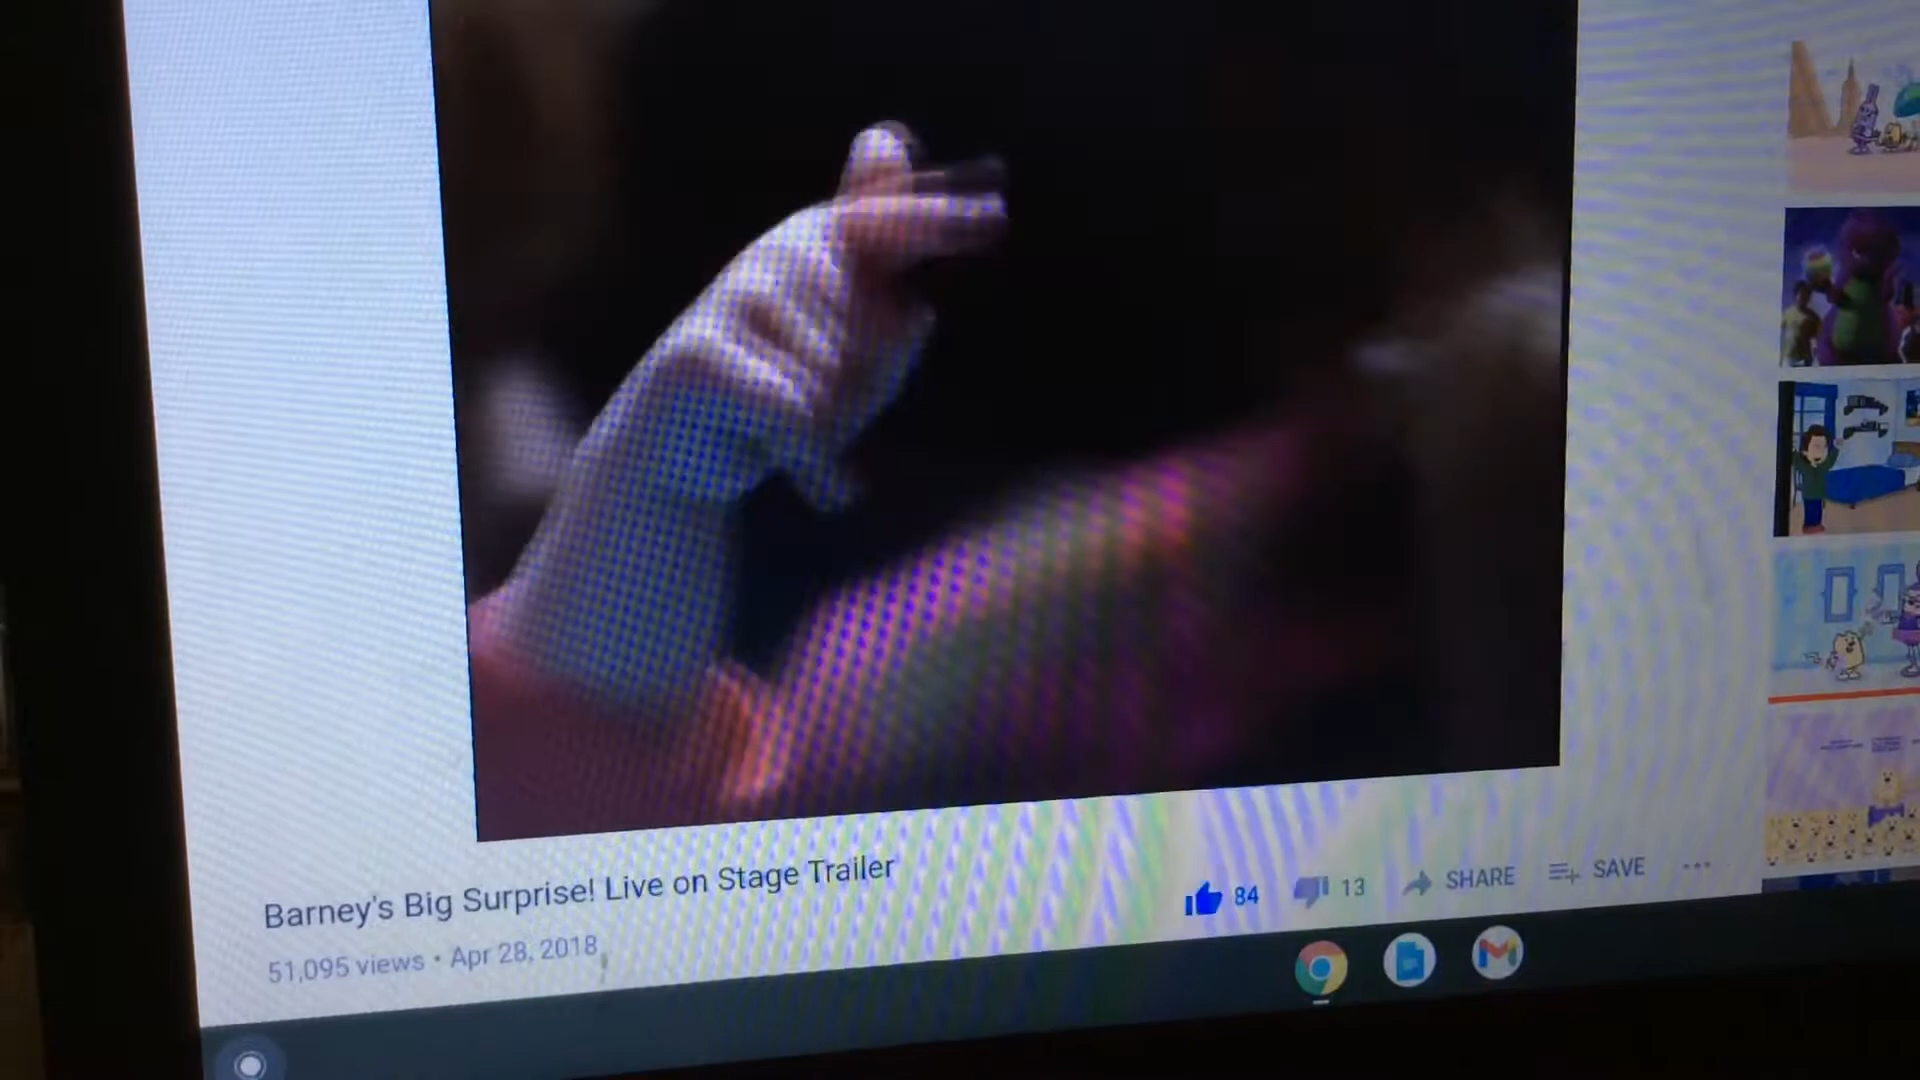 Barney's Big Surprise! Live on Stage Trailer
51,095 views • Apr 28, 2018
84
13
SHARE
SAVE